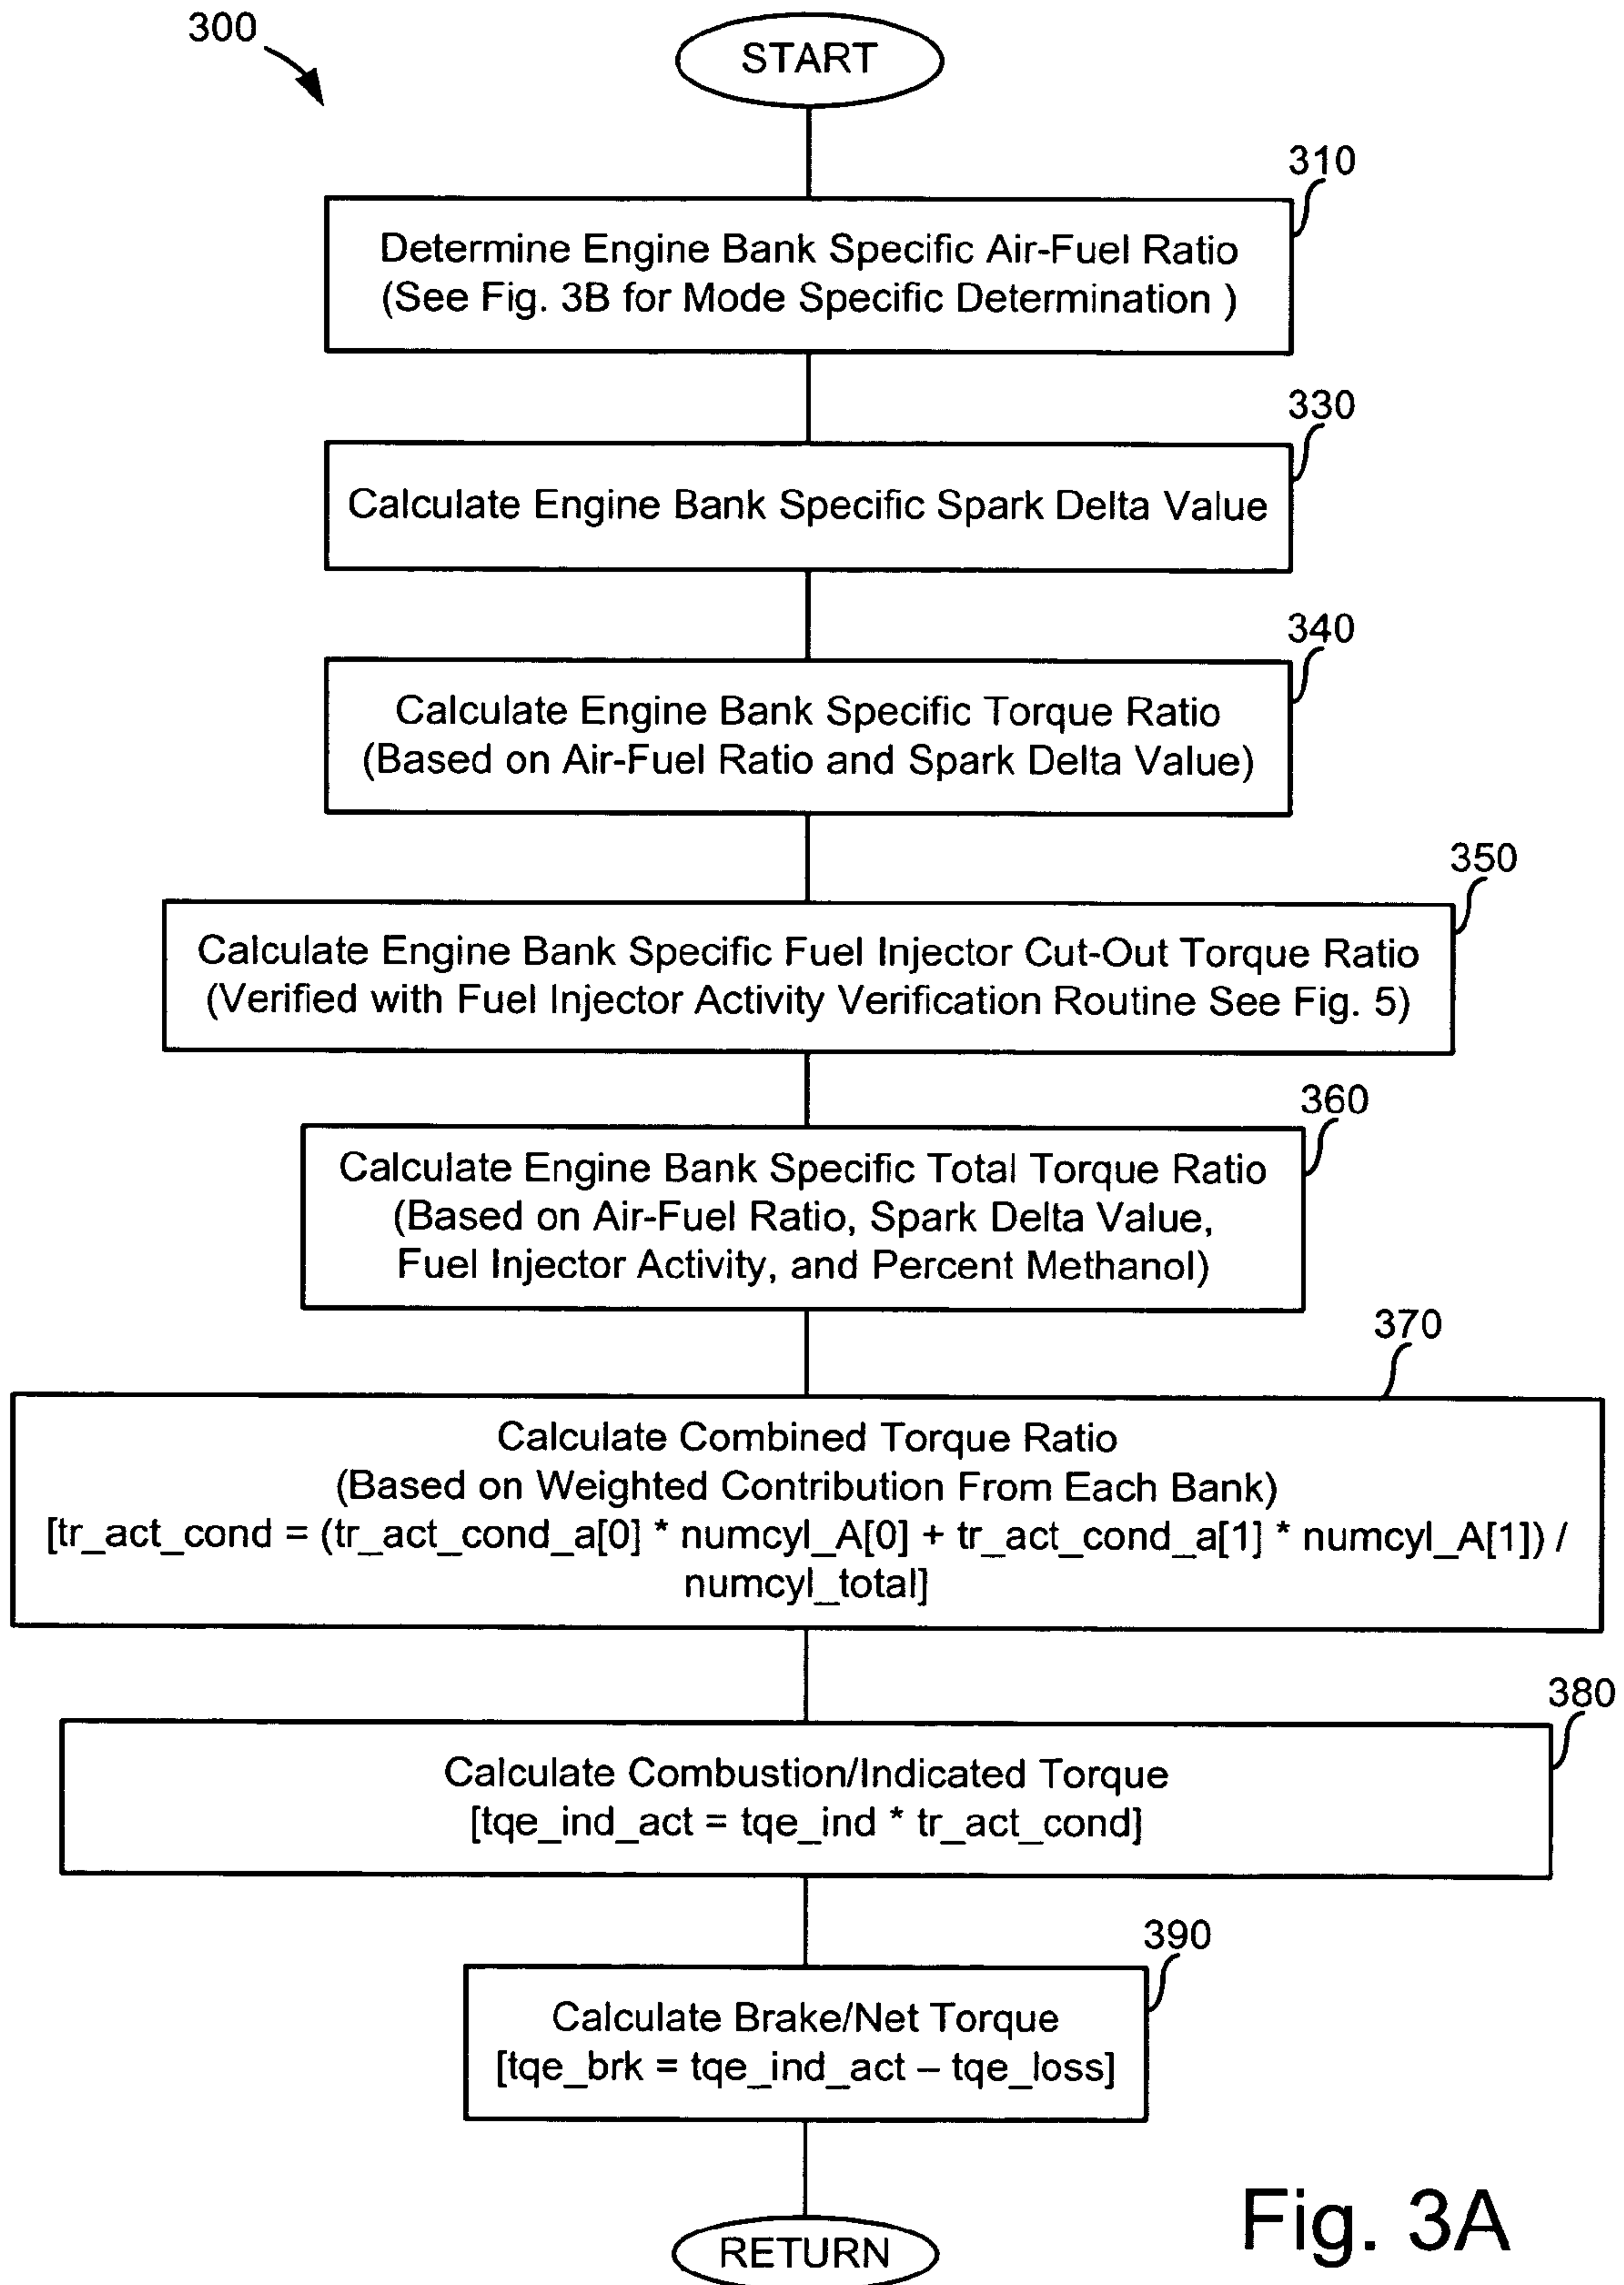 300
START
310
Determine Engine Bank Specific Air-Fuel Ratio
(See Fig. 3B for Mode Specific Determination )
330
Calculate Engine Bank Specific Spark Delta Value
340
Calculate Engine Bank Specific Torque Ratio
(Based on Air-Fuel Ratio and Spark Delta Value)
350
Calculate Engine Bank Specific Fuel Injector Cut-Out Torque Ratio
(Verified with Fuel Injector Activity Verification Routine See Fig. 5)
360
Calculate Engine Bank Specific Total Torque Ratio
(Based on Air-Fuel Ratio, Spark Delta Value,
Fuel Injector Activity, and Percent Methanol)
370
Calculate Combined Torque Ratio
(Based on Weighted Contribution From Each Bank)
[tr_act_cond = (tr_act_cond_a[0] * numcyl_A[0] + tr_act_cond_a[1] * numcyl_A[1]) /
numcyl_total]
380
Calculate Combustion/Indicated Torque
[tqe_ind_act = tqe_ind * tr_act_cond]
390
Calculate Brake/Net Torque
[tqe_brk = tqe_ind_act – tqe_loss]
RETURN
Fig. 3A